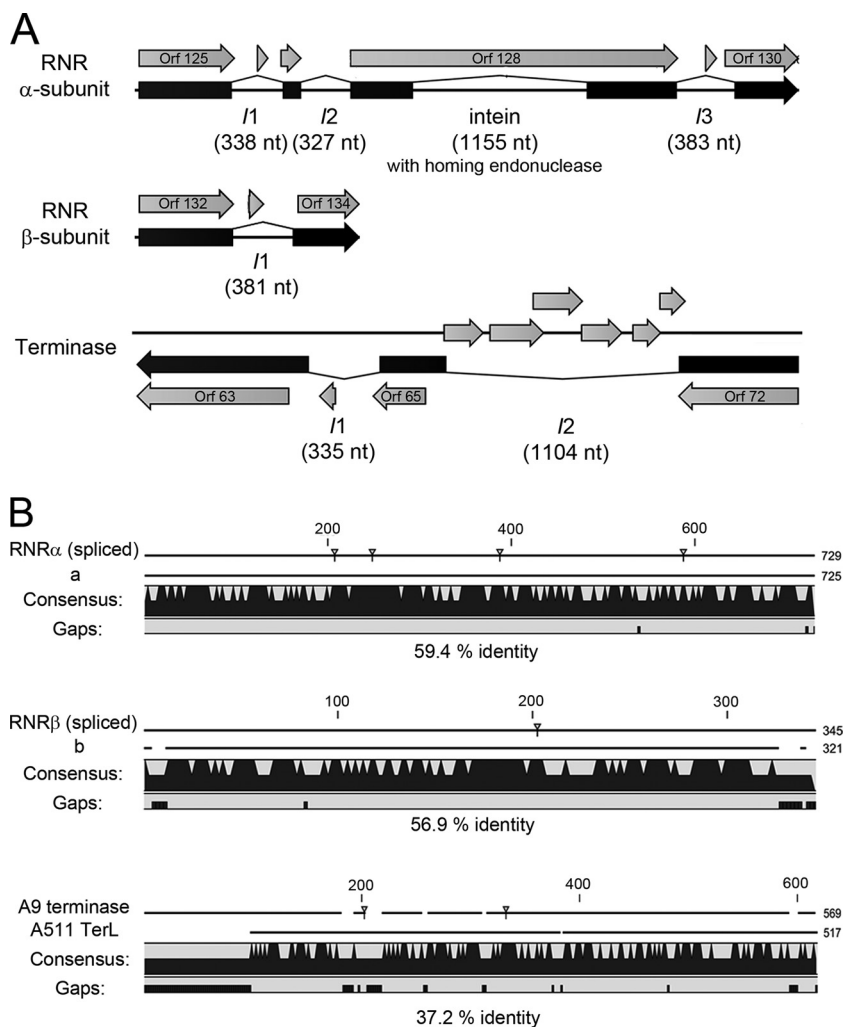 A
RNR
α-subunit
Orf 125
Orf 128
Orf 130
I1
(338 nt)
I2
(327 nt)
intein
(1155 nt)
with homing endonuclease
I3
(383 nt)
RNR
β-subunit
Orf 132
Orf 134
I1
(381 nt)
Terminase
Orf 63
Orf 65
Orf 72
I1
(335 nt)
I2
(1104 nt)
B
200 400 600
RNRα (spliced) 729
a 725
Consensus:
Gaps:
59.4 % identity
100 200 300
RNRβ (spliced) 345
b 321
Consensus:
Gaps:
56.9 % identity
200 400 600
A9 terminase 569
A511 TerL 517
Consensus:
Gaps:
37.2 % identity